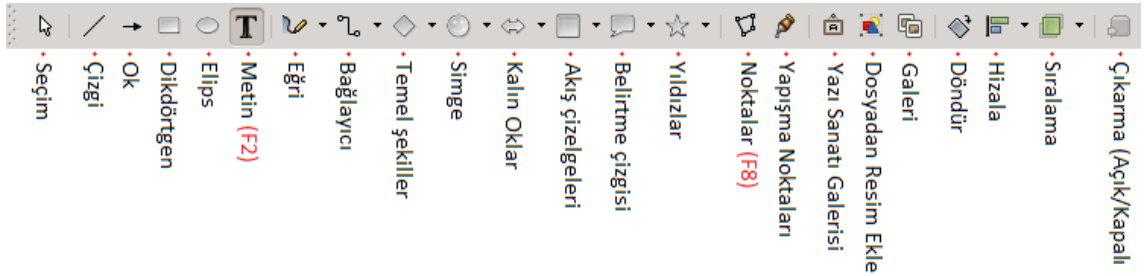 Seçim
Çizgi
Ok
Dikdörtgen
Elips
Metin (F2)
Eğri
Bağlayıcı
Temel şekiller
Simge
Kalın Oklar
Akış çizelgeleri
Belirtme çizgisi
Yıldızlar
Noktalar (F8)
Yapışma Noktaları
Yazı Sanatı Galerisi
Dosyadan Resim Ekle
Galeri
Döndür
Hizala
Sıralama
Çıkarma (Açık/Kapalı